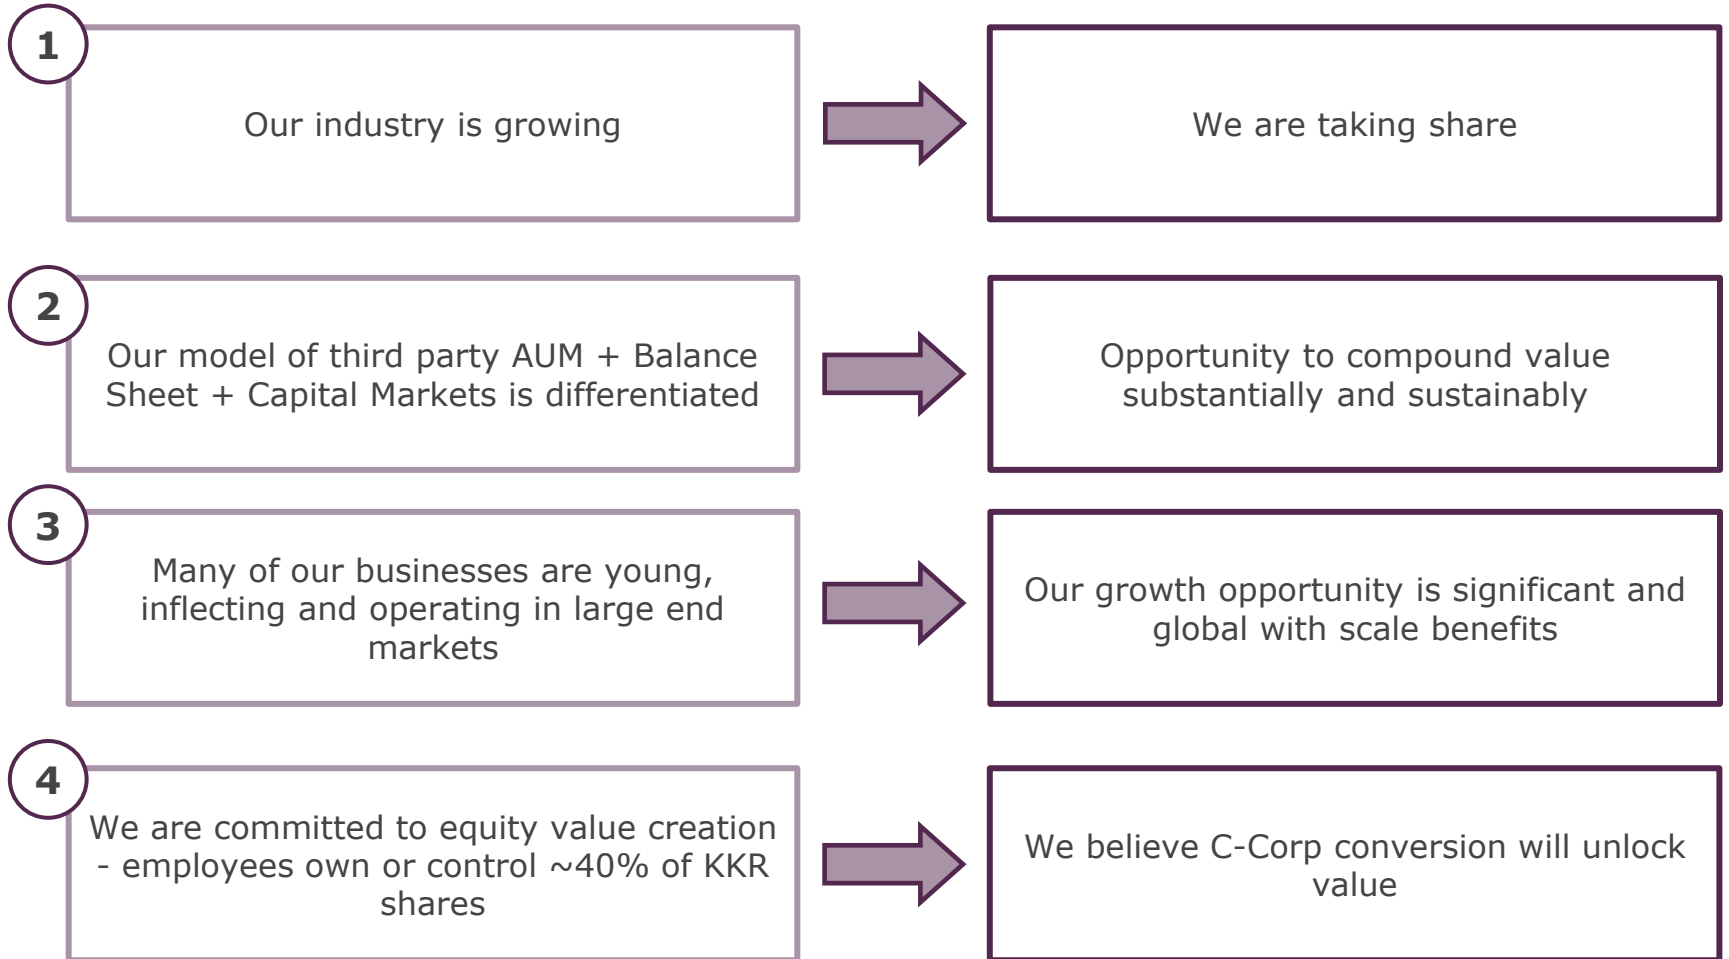 1
Our industry is growing
We are taking share
2
Our model of third party AUM + Balance
Sheet + Capital Markets is differentiated
Opportunity to compound value
substantially and sustainably
3
Many of our businesses are young,
inflecting and operating in large end
markets
Our growth opportunity is significant and
global with scale benefits
4
We are committed to equity value creation
- employees own or control ~40% of KKR
shares
We believe C-Corp conversion will unlock
value